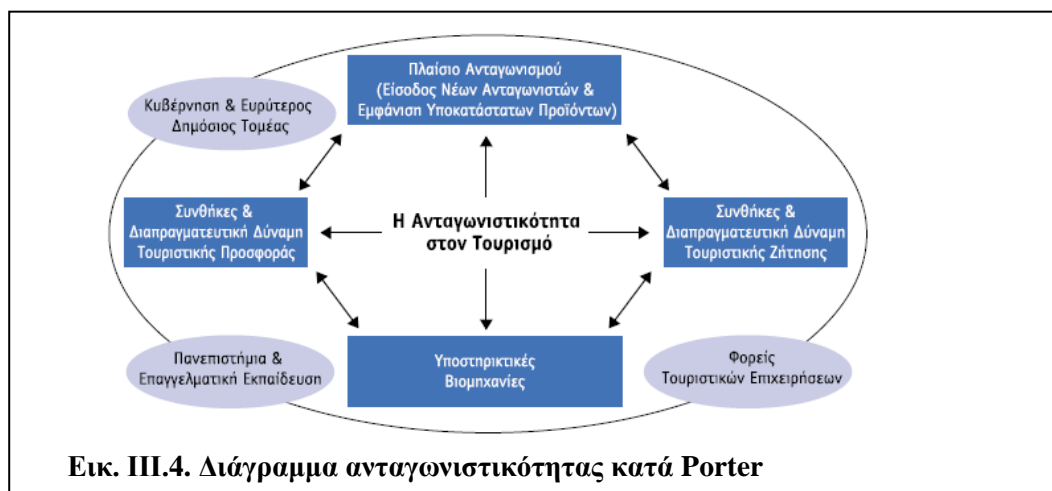 Πλαίσιο Ανταγωνισμού
(Είσοδος Νέων Ανταγωνιστών &
Εμφάνιση Υποκατάστατων Προϊόντων)
Κυβέρνηση & Ευρύτερος
Δημόσιος Τομέας
Συνθήκες &
Διαπραγματευτική Δύναμη
Τουριστικής Προσφοράς
Η Ανταγωνιστικότητα
στον Τουρισμό
Συνθήκες &
Διαπραγματευτική Δύναμη
Τουριστικής Ζήτησης
Πανεπιστήμια &
Επαγγελματική Εκπαίδευση
Υποστηρικτικές
Βιομηχανίες
Φορείς
Τουριστικών Επιχειρήσεων
Εικ. ΙΙΙ.4. Διάγραμμα ανταγωνιστικότητας κατά Porter